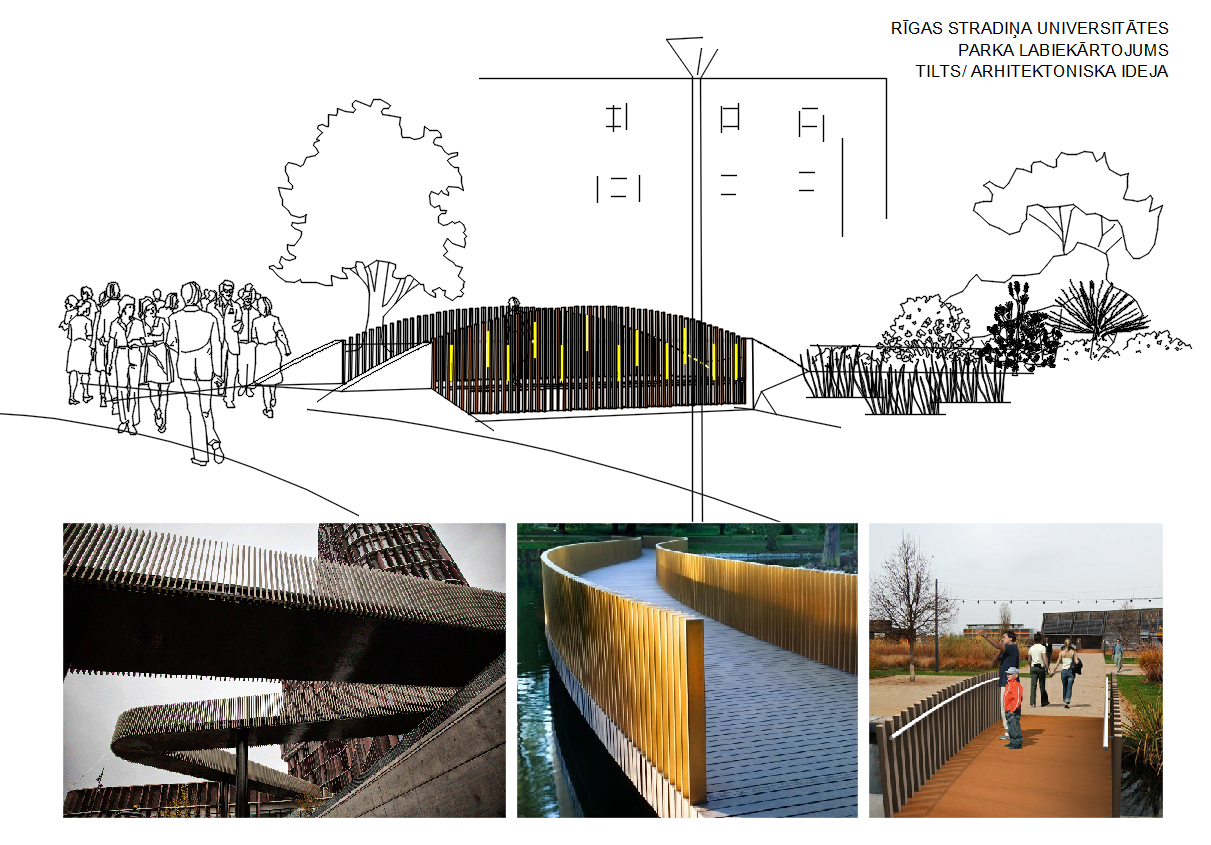 RĪGAS STRADIŅA UNIVERSITĀTES
PARKA LABIEKĀRTOJUMS
TILTS/ ARHITEKTONISKA IDEJA